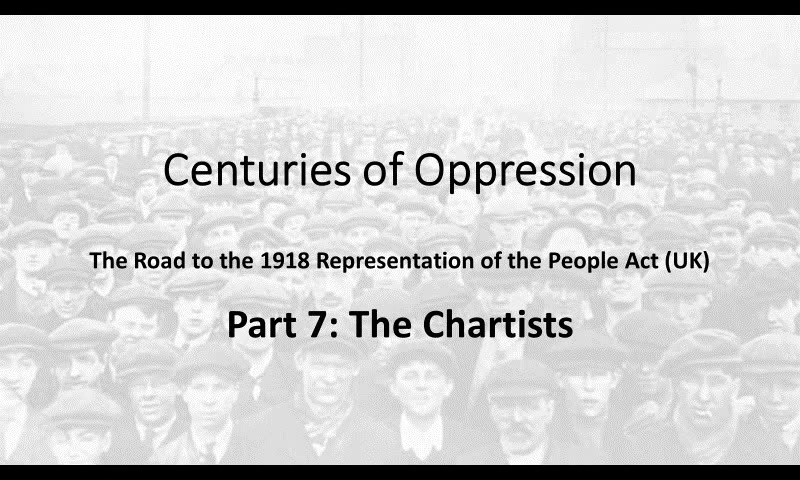 Centuries of Oppression
The Road to the 1918 Representation of the People Act (UK)
Part 7: The Chartists